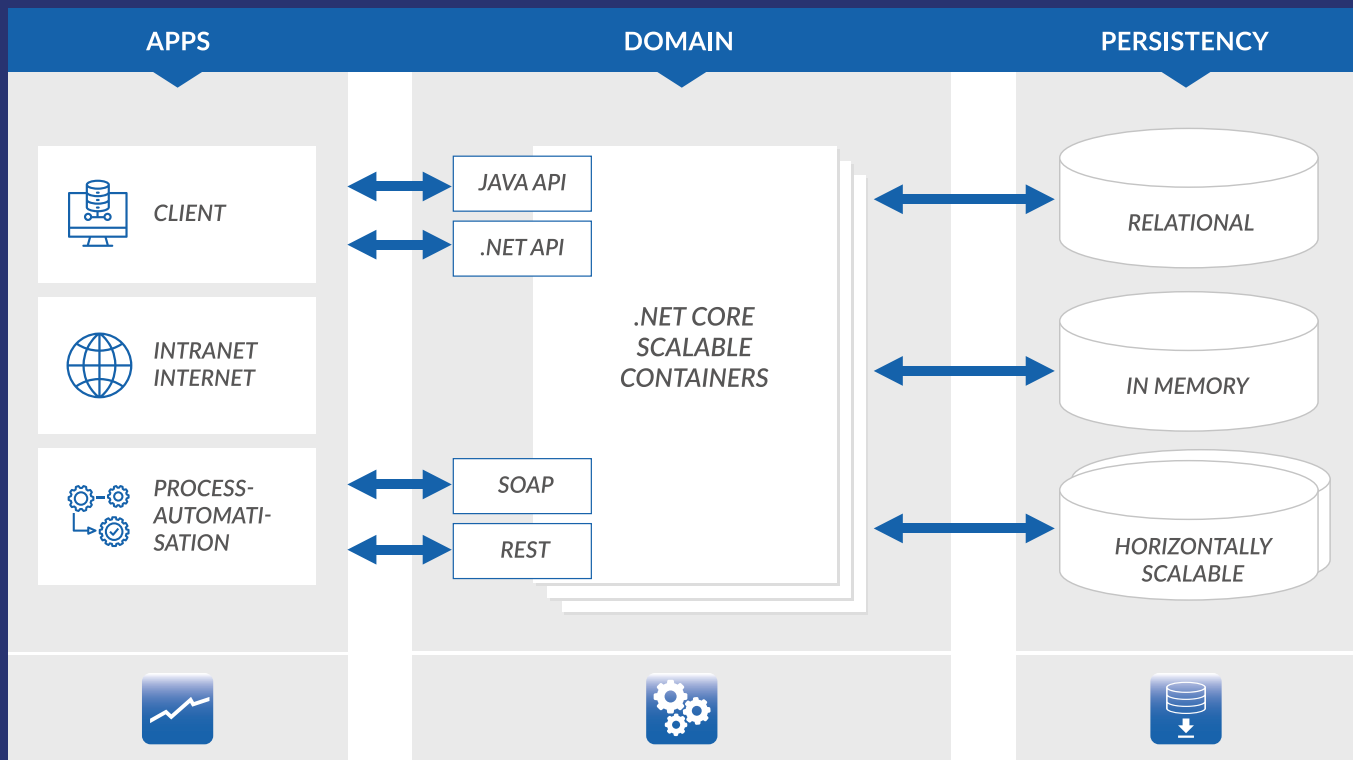 APPS
DOMAIN
PERSISTENCY
CLIENT
INTRANET
INTERNET
PROCESS-
AUTOMATI-
SATION
JAVA API
.NET API
SOAP
REST
.NET CORE
SCALABLE
CONTAINERS
RELATIONAL
IN MEMORY
HORIZONTALLY
SCALABLE